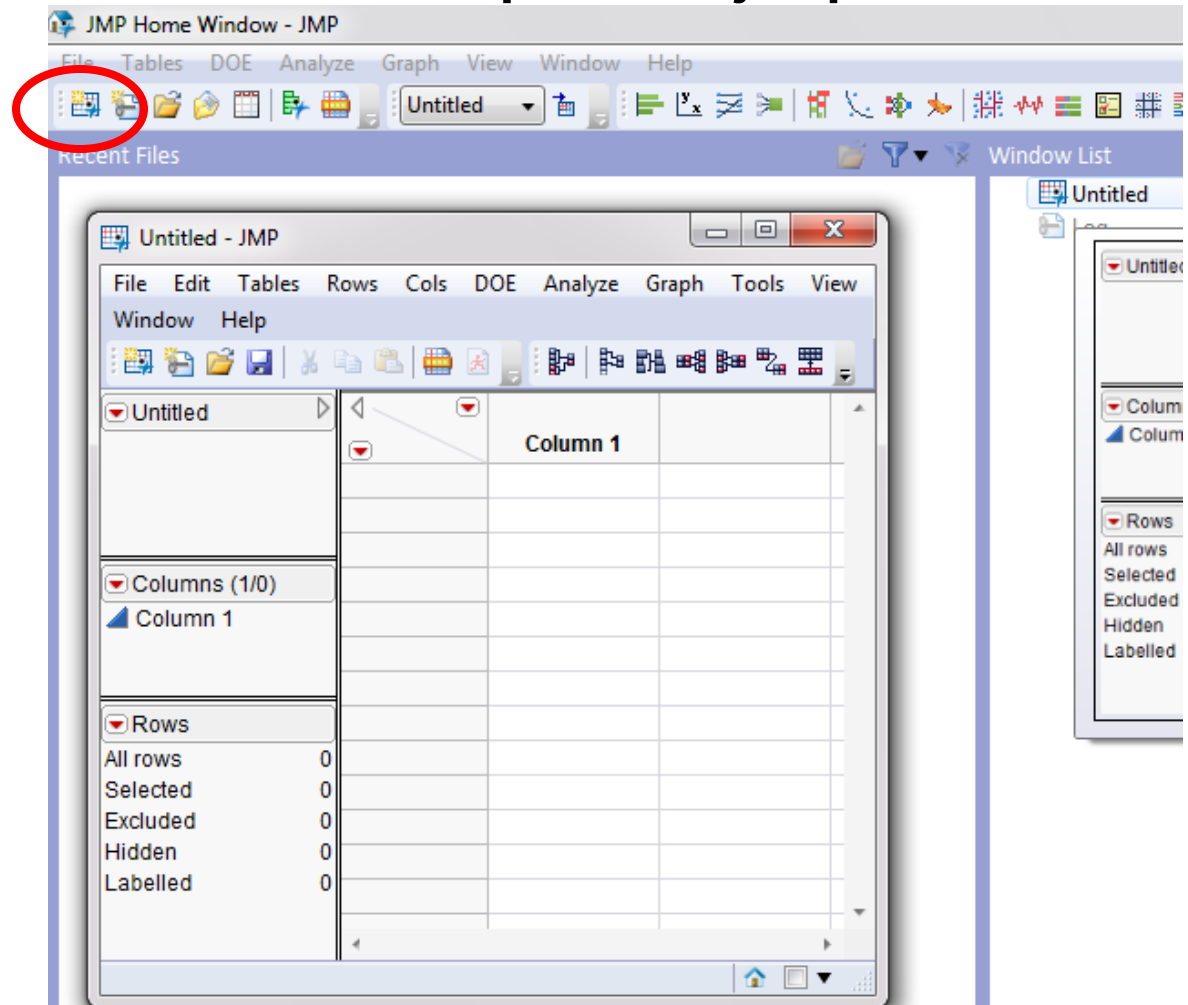 JMP Home Window - JMP
File Tables DOE Analyze Graph View Window Help
Untitled
Recent Files
Window List
Untitled
Untitled - JMP
File Edit Tables Rows Cols DOE Analyze Graph Tools View
Window Help
Untitled
Column 1
Columns (1/0)
Column 1
Rows
All rows 0
Selected 0
Excluded 0
Hidden 0
Labelled 0
Untitled
Colum
Colum
Rows
All rows
Selected
Excluded
Hidden
Labelled